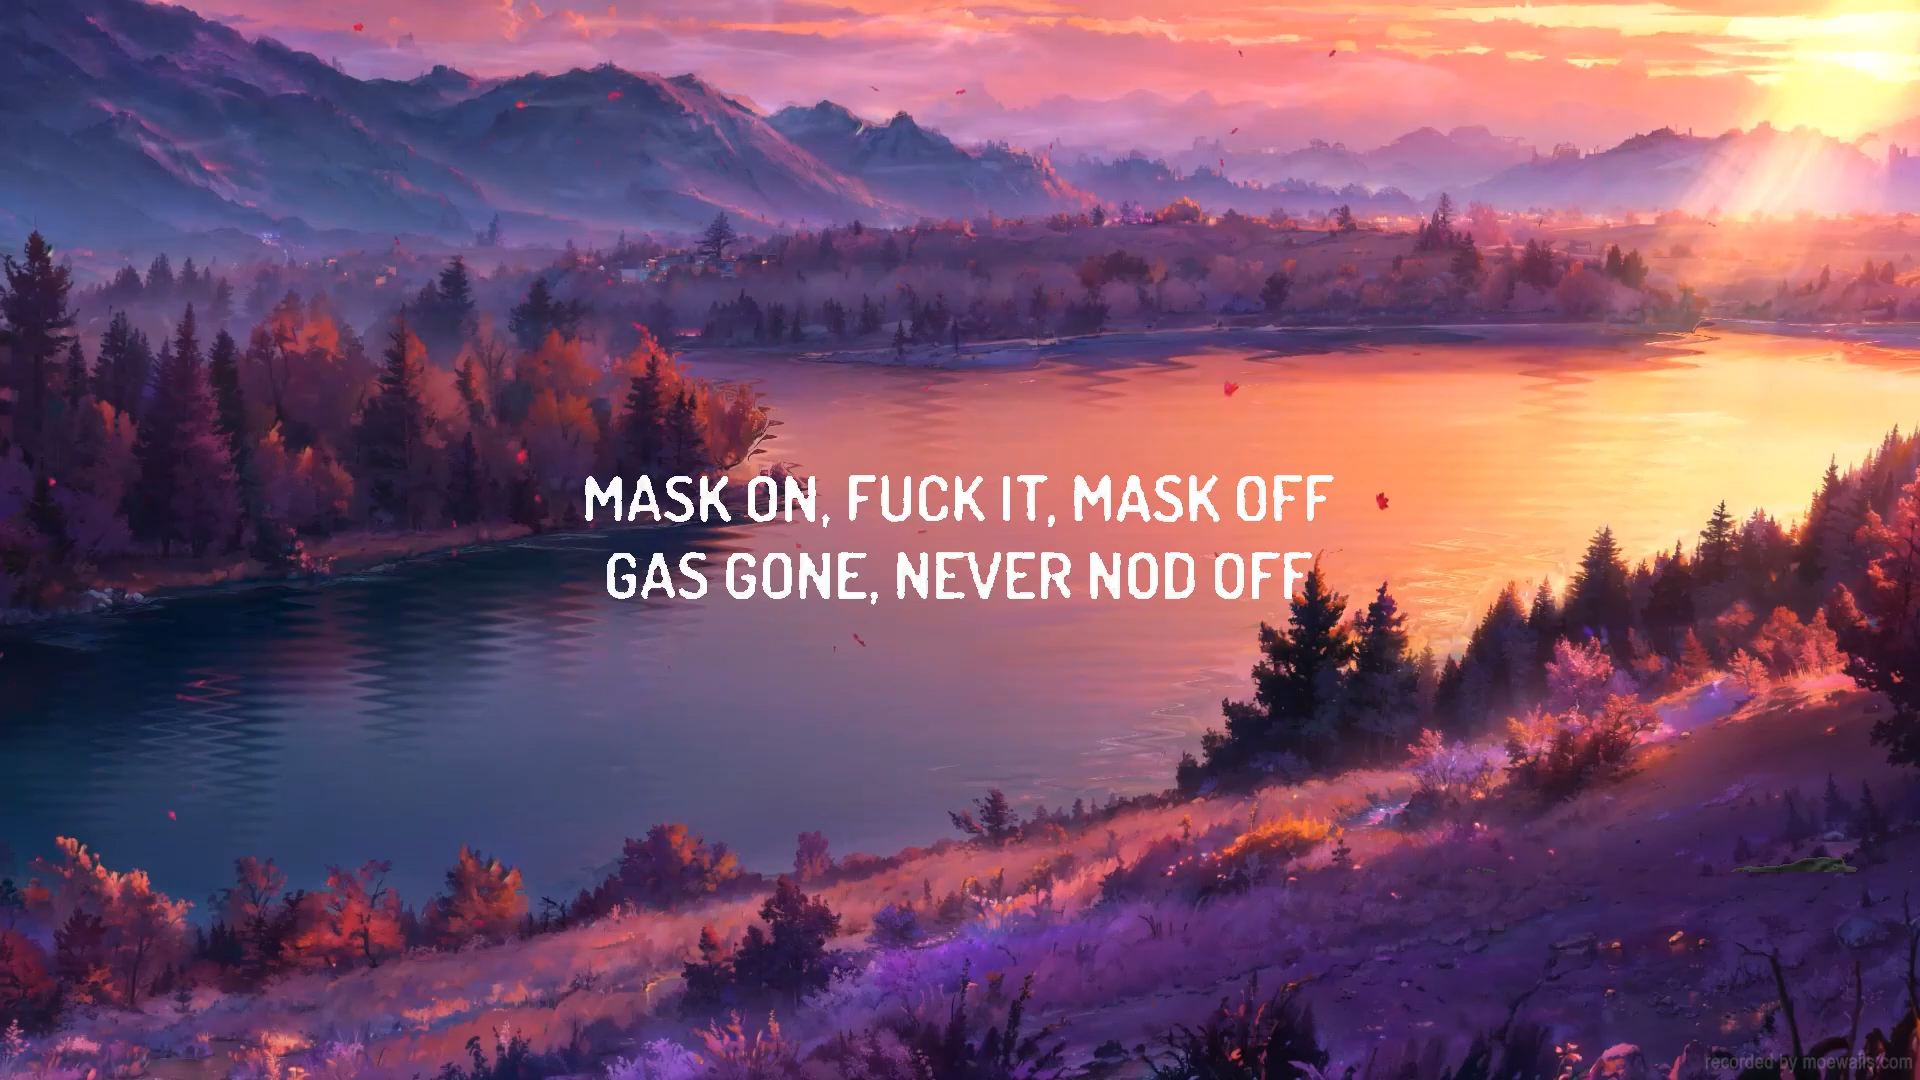 MASK ON, FUCK IT, MASK OFF
GAS GONE, NEVER NOD OFF
recorded by moewalls.com